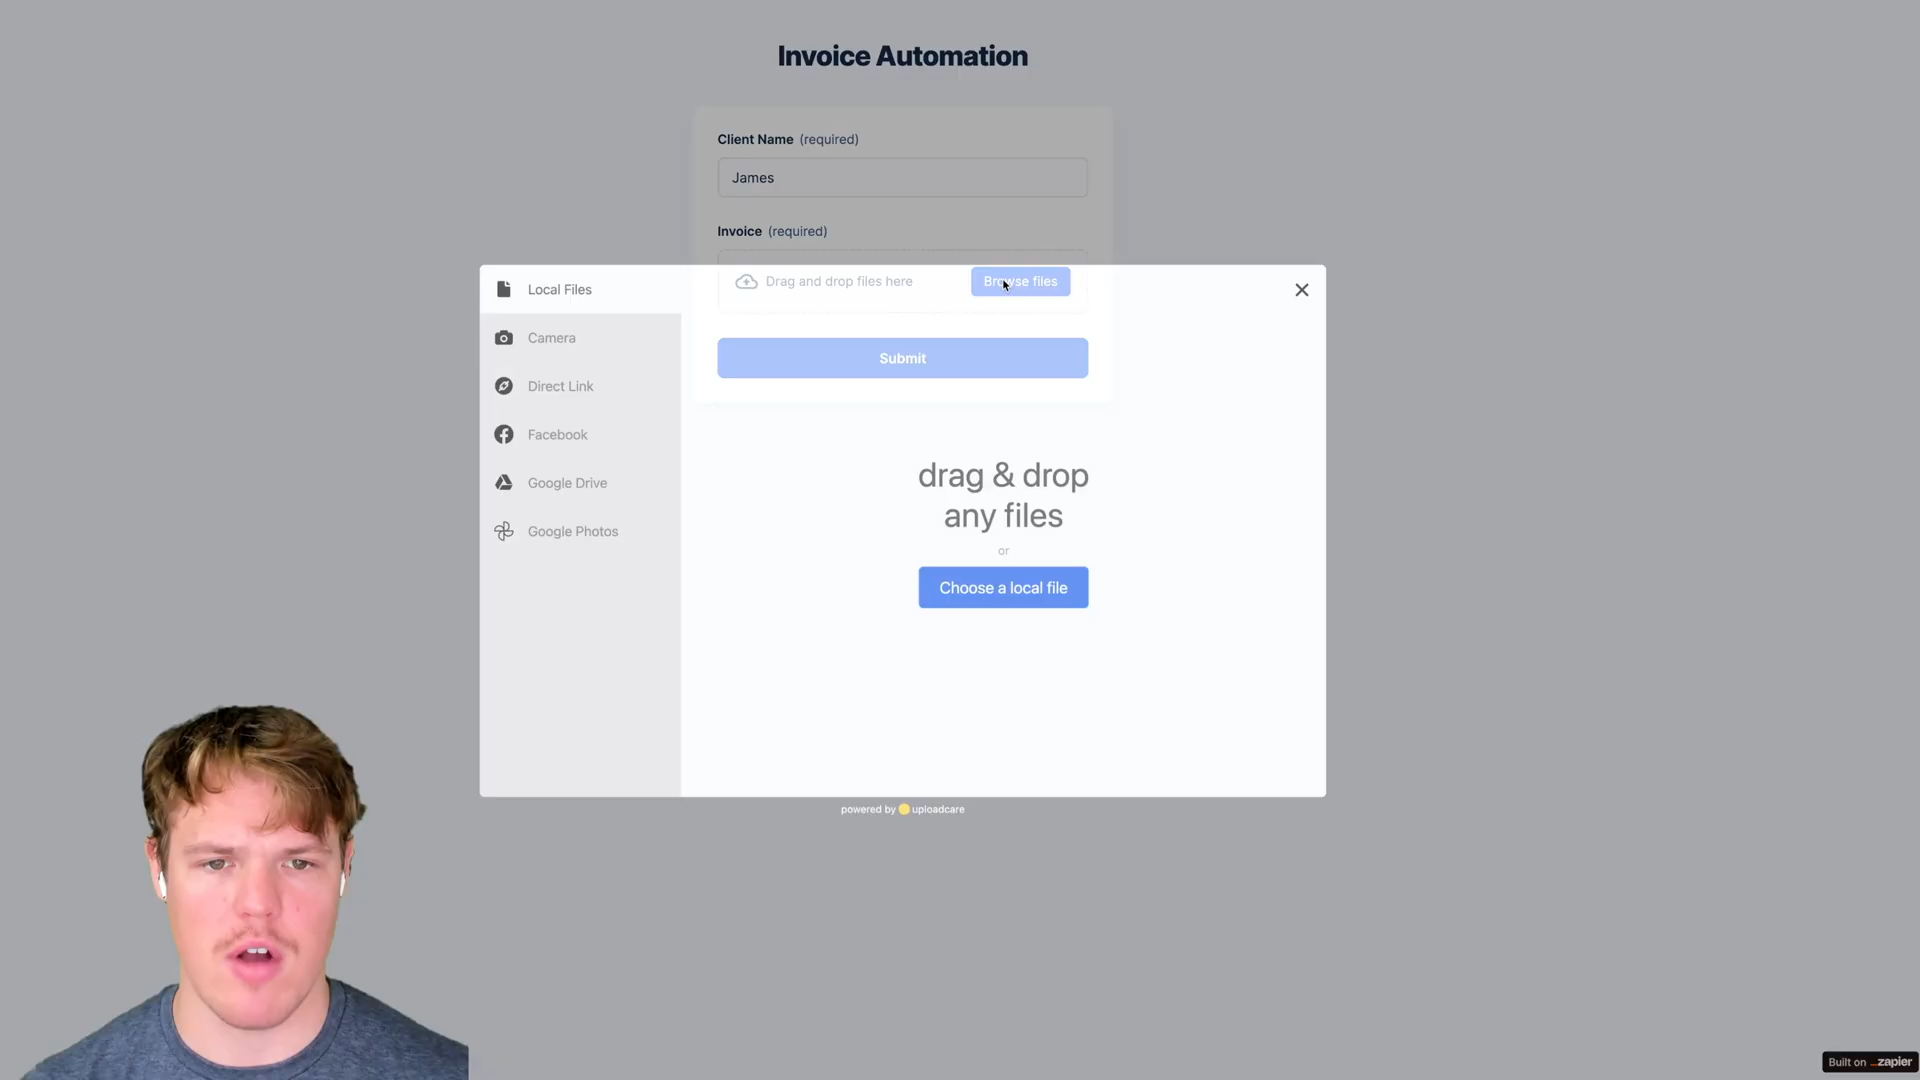 Invoice Automation
Client Name (required)
James
Invoice (required)
Drag and drop files here
Browse files
Submit
Local Files
Camera
Direct Link
Facebook
Google Drive
Google Photos
drag & drop
any files
or
Choose a local file
powered by uploadcare
Built on _zapier